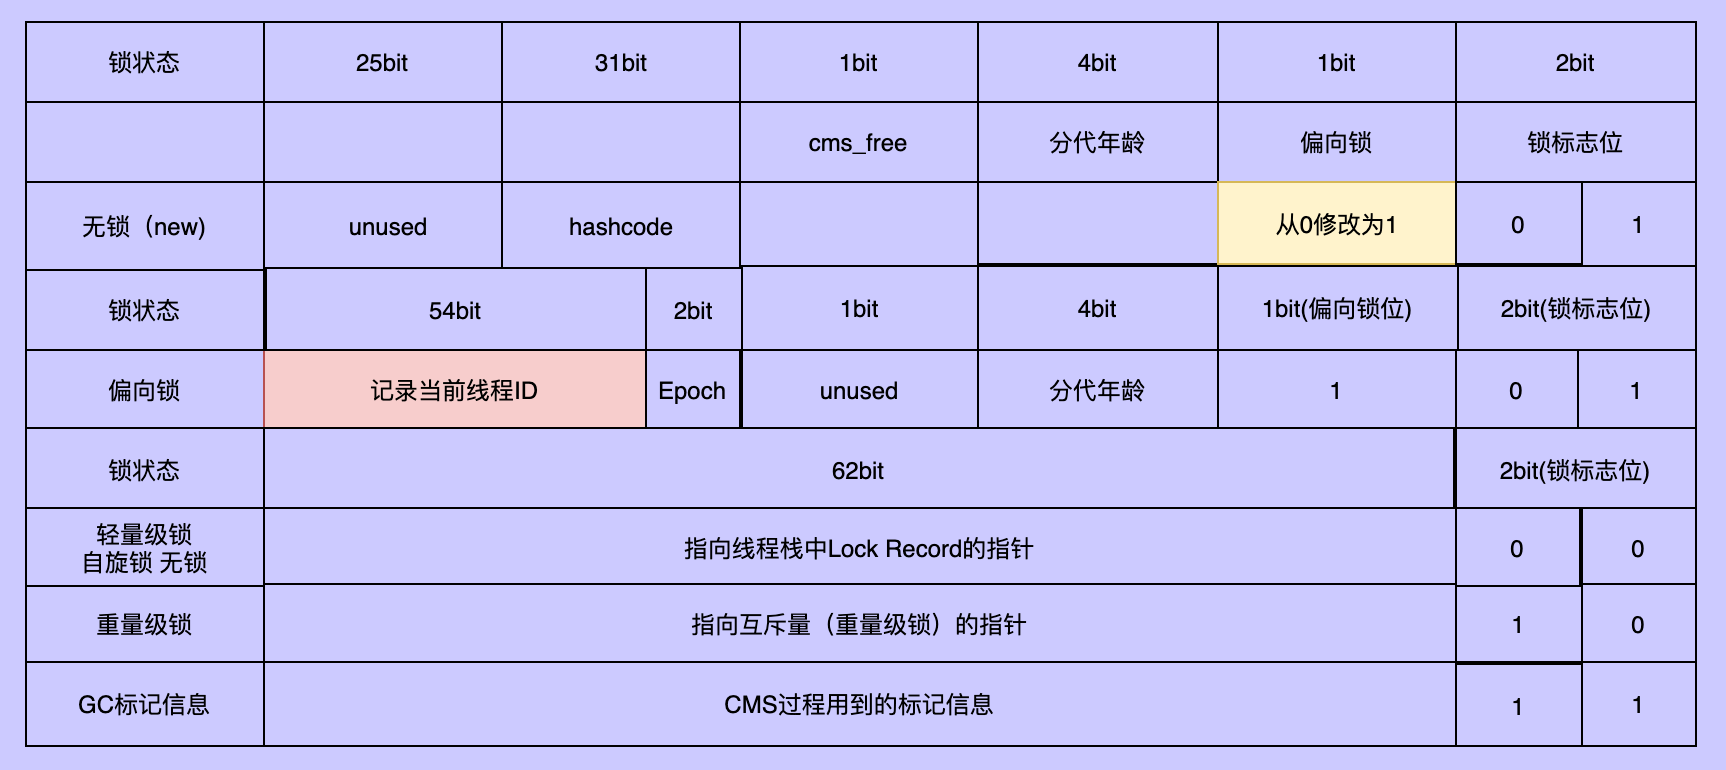 锁状态 25bit 31bit 1bit 4bit 1bit 2bit
cms_free 分代年龄 偏向锁 锁标志位
无锁（new) unused hashcode 从0修改为1 0 1
锁状态 54bit 2bit 1bit 4bit 1bit(偏向锁位) 2bit(锁标志位)
偏向锁 记录当前线程ID Epoch unused 分代年龄 1 0 1
锁状态 62bit 2bit(锁标志位)
轻量级锁
自旋锁 无锁 指向线程栈中Lock Record的指针 0 0
重量级锁 指向互斥量（重量级锁）的指针 1 0
GC标记信息 CMS过程用到的标记信息 1 1